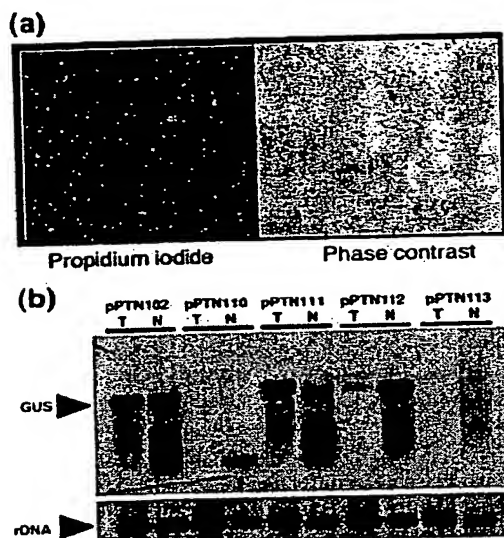 (a)
Propidium iodide Phase contrast
(b)
pPTN102 pPTN110 pPTN111 pPTN112 pPTN113
T N T N T N T N T N
GUS
rDNA